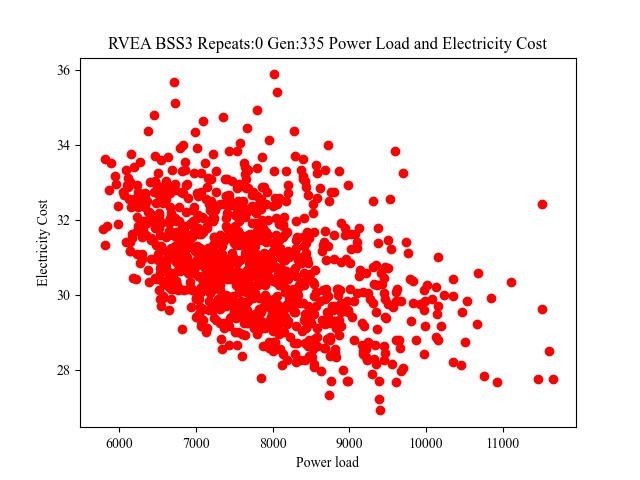 RVEA BSS3 Repeats:0 Gen:335 Power Load and Electricity Cost
36
34
32
30
28
Electricity Cost
6000 7000 8000 9000 10000 11000
Power load